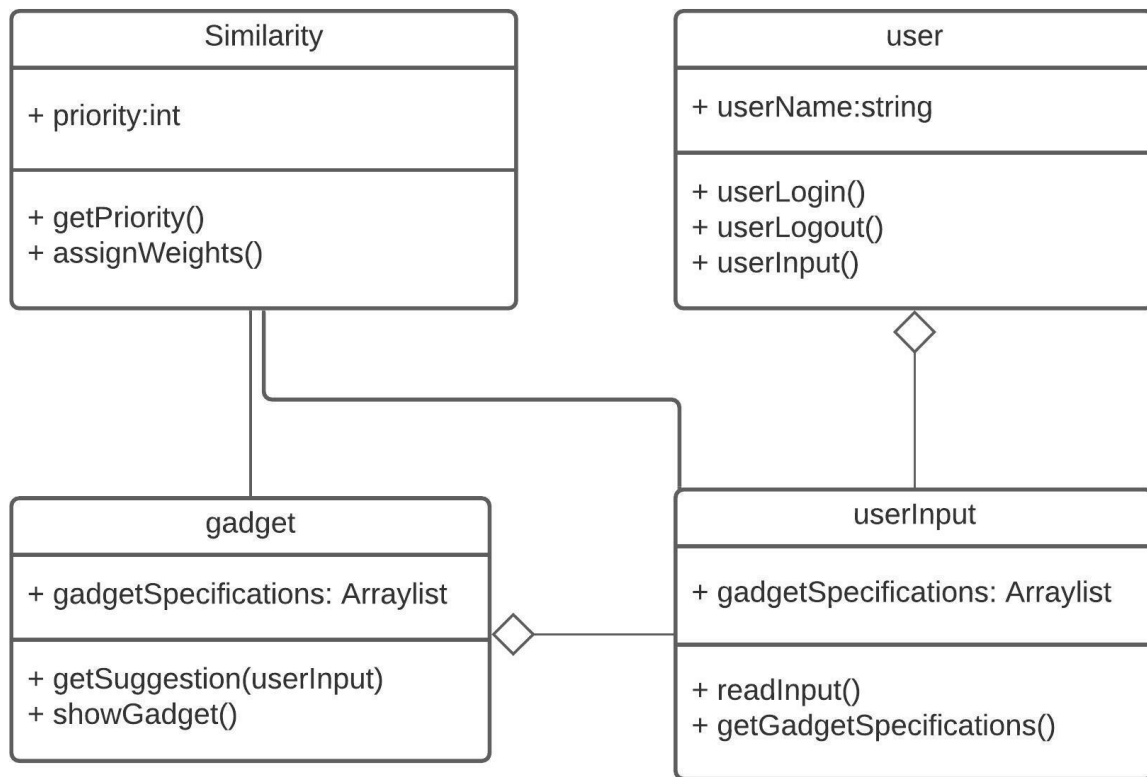 Similarity
+ priority:int
+ getPriority()
+ assignWeights()
user
+ userName:string
+ userLogin()
+ userLogout()
+ userInput()
gadget
+ gadgetSpecifications: Arraylist
+ getSuggestion(userInput)
+ showGadget()
userInput
+ gadgetSpecifications: Arraylist
+ readInput()
+ getGadgetSpecifications()